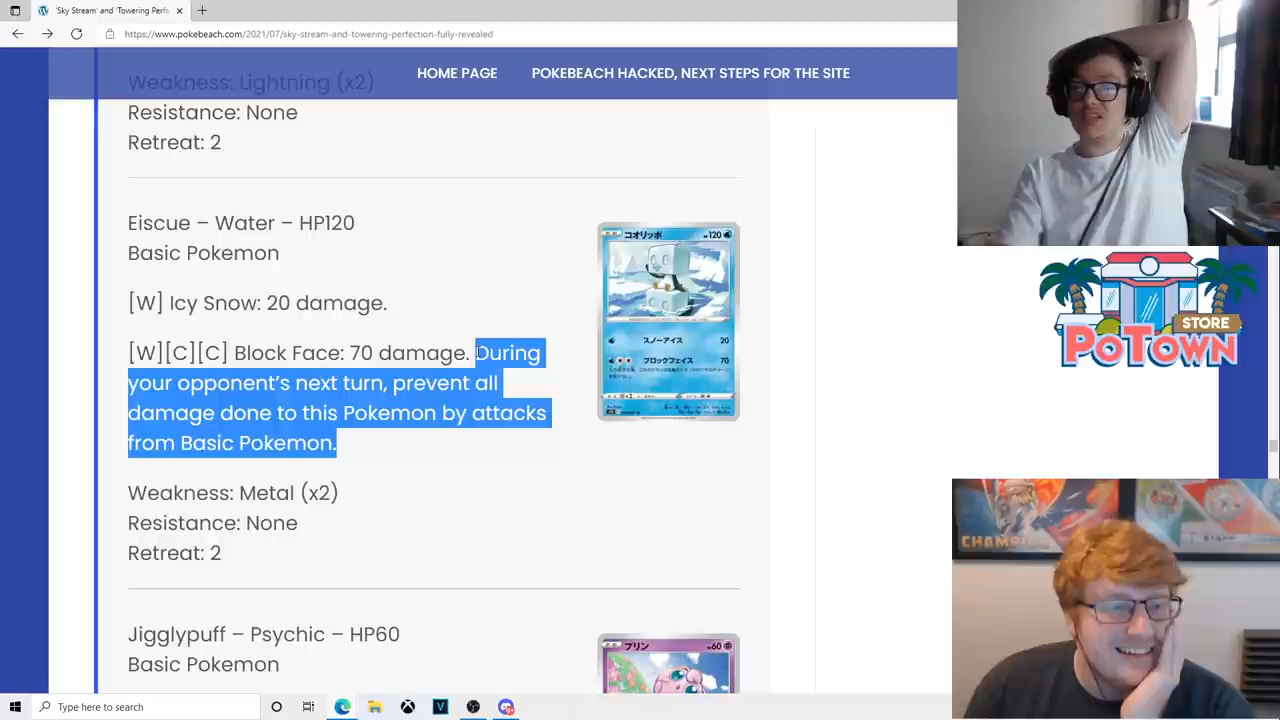 'Sky Stream' and 'Towering Perfe
https://www.pokebeach.com/2021/07/sky-stream-and-towering-perfection-fully-revealed
HOME PAGE
POKEBEACH HACKED, NEXT STEPS FOR THE SITE
Weakness: Lightning (x2)
Resistance: None
Retreat: 2
Eiscue – Water – HP120
Basic Pokemon
[W] Icy Snow: 20 damage.
[W][C][C] Block Face: 70 damage. During
your opponent's next turn, prevent all
damage done to this Pokemon by attacks
from Basic Pokemon.
Weakness: Metal (x2)
Resistance: None
Retreat: 2
コオリッポ
120
スノーアイス 20
ブロックフェイス 70
Jigglypuff – Psychic – HP60
Basic Pokemon
プリン
60
STORE
POTOWN
CHAMPION
Type here to search